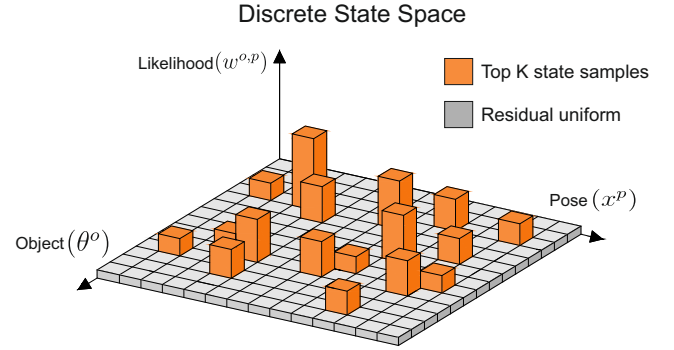 Discrete State Space
Likelihood (w^{o,p})
Top K state samples
Residual uniform
Pose (x^p)
Object (θ^o)